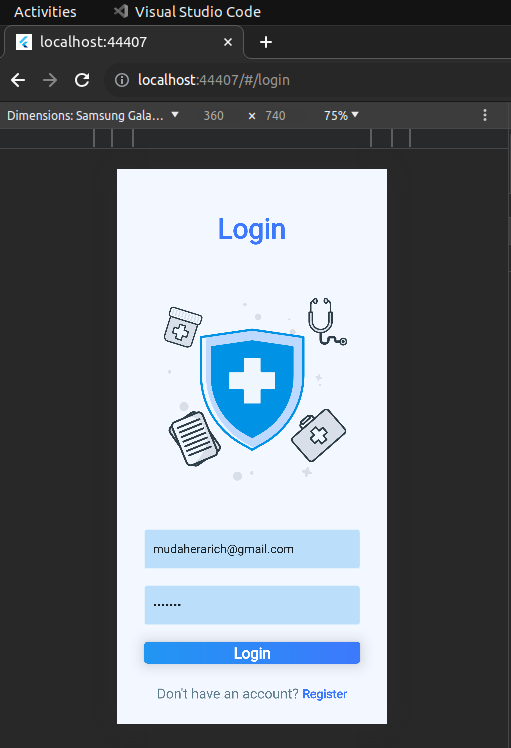 Activities Visual Studio Code
localhost:44407
localhost:44407/#/login
Dimensions: Samsung Gala... 360 × 740 75%
Login
mudaherarich@gmail.com
•••••••
Login
Don't have an account? Register